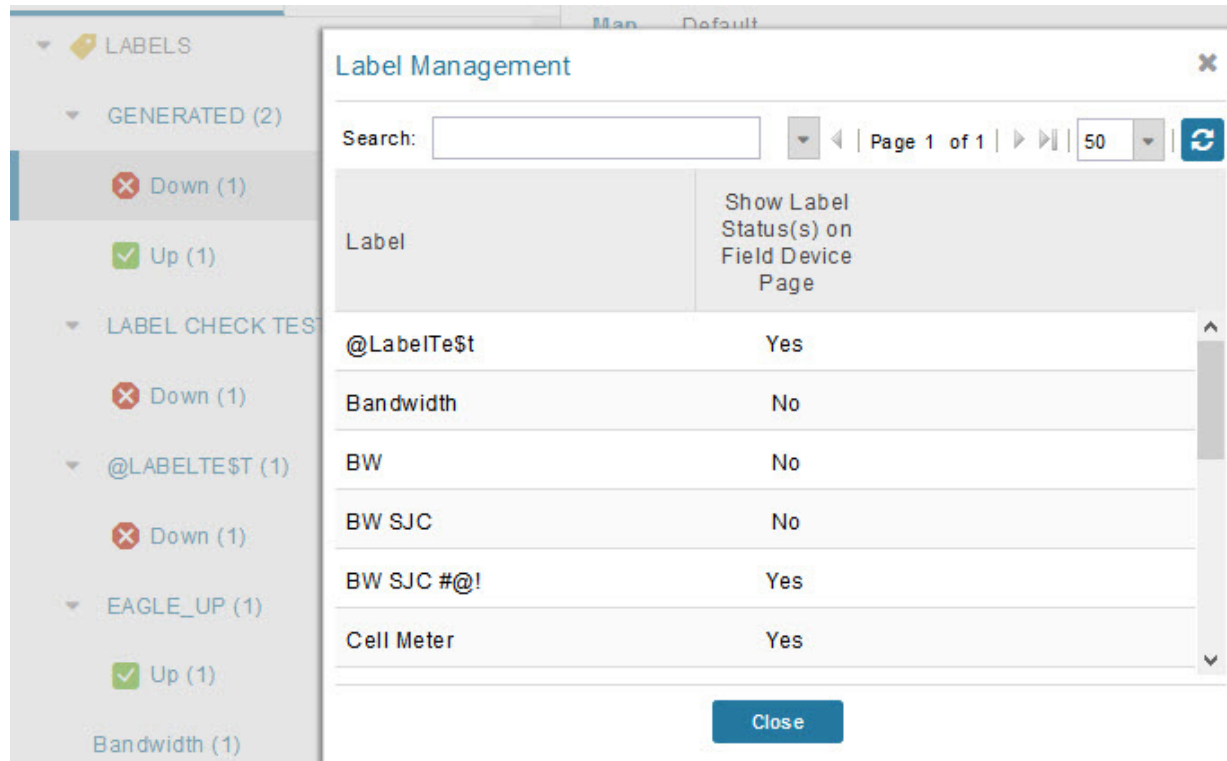 Map Default
LABELS
GENERATED (2)
Down (1)
Up (1)
LABEL CHECK TES
Down (1)
@LABELTE$T (1)
Down (1)
EAGLE_UP (1)
Up (1)
Bandwidth (1)
Label Management
Search: Page 1 of 1 50
Label
Show Label
Status(s) on
Field Device
Page
@LabelTe$t Yes
Bandwidth No
BW No
BW SJC No
BW SJC #@! Yes
Cell Meter Yes
Close